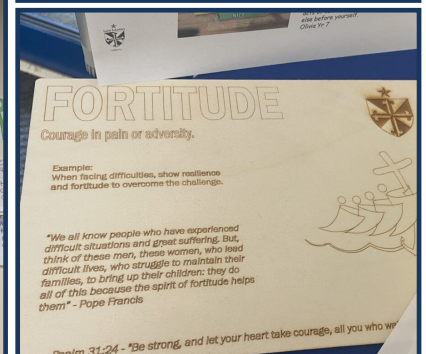 else before yourself.
Olivia Yr 7
FORTITUDE
Courage in pain or adversity.
Example:
When facing difficulties, show resilience
and fortitude to overcome the challenge.
"We all know people who have experienced
difficult situations and great suffering. But,
think of these men, these women, who lead
difficult lives, who struggle to maintain their
families, to bring up their children: they do
all of this because the spirit of fortitude helps
them" - Pope Francis
Psalm 31:24 - "Be strong, and let your heart take courage, all you who